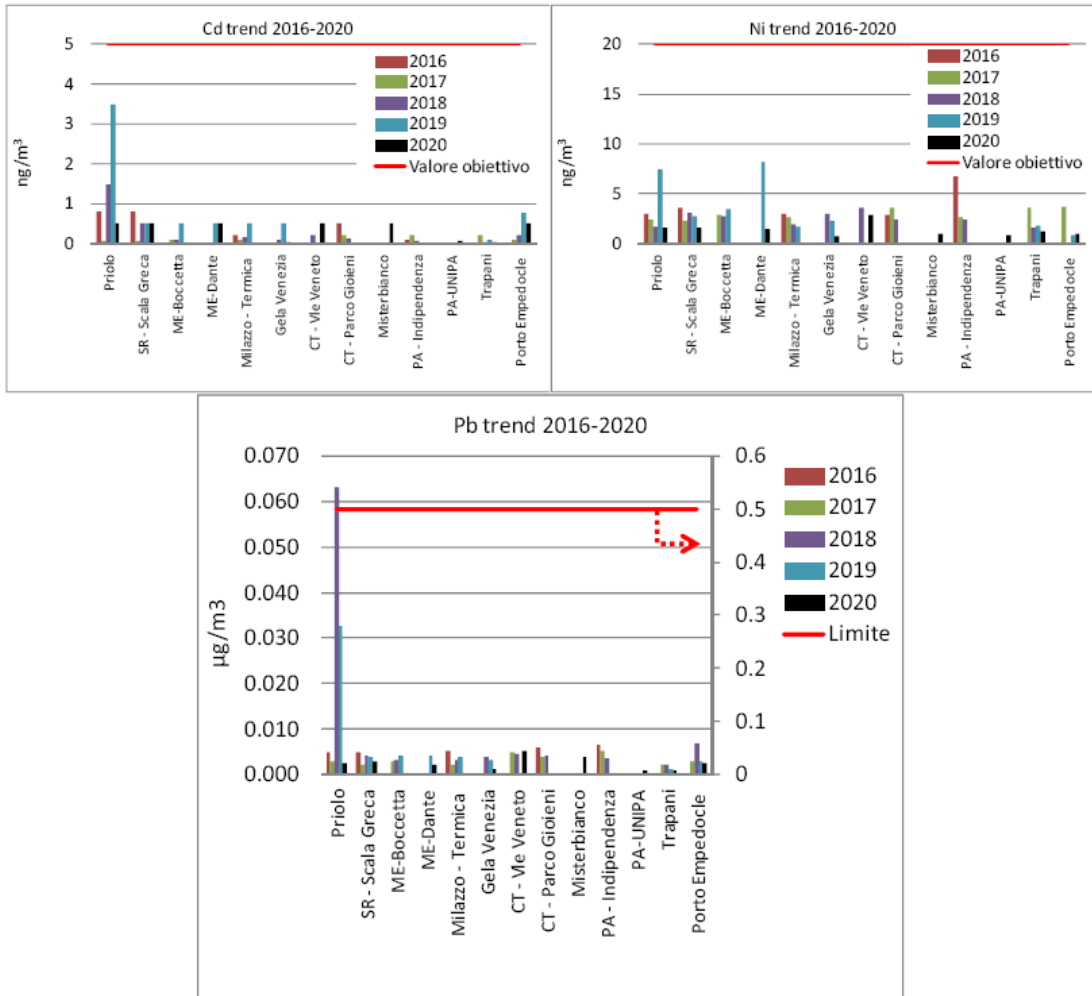 Cd trend 2016-2020
5
4
3
2
1
0
ng/m³
2016
2017
2018
2019
2020
Valore obiettivo
Priolo
SR - Scala Greca
ME-Boccetta
ME-Dante
Milazzo - Termica
Gela Venezia
CT - Vle Veneto
CT - Parco Gioieni
Misterbianco
PA - Indipendenza
PA-UNIPA
Trapani
Porto Empedocle
Ni trend 2016-2020
20
15
10
5
0
ng/m³
2016
2017
2018
2019
2020
Valore obiettivo
Priolo
SR - Scala Greca
ME-Boccetta
ME-Dante
Milazzo - Termica
Gela Venezia
CT - Vle Veneto
CT - Parco Gioieni
Misterbianco
PA - Indipendenza
PA-UNIPA
Trapani
Porto Empedocle
Pb trend 2016-2020
0.070
0.060
0.050
0.040
0.030
0.020
0.010
0.000
µg/m3
0.6
0.5
0.4
0.3
0.2
0.1
0
2016
2017
2018
2019
2020
Limite
Priolo
SR - Scala Greca
ME-Boccetta
ME-Dante
Milazzo - Termica
Gela Venezia
CT - Vle Veneto
CT - Parco Gioieni
Misterbianco
PA - Indipendenza
PA-UNIPA
Trapani
Porto Empedocle